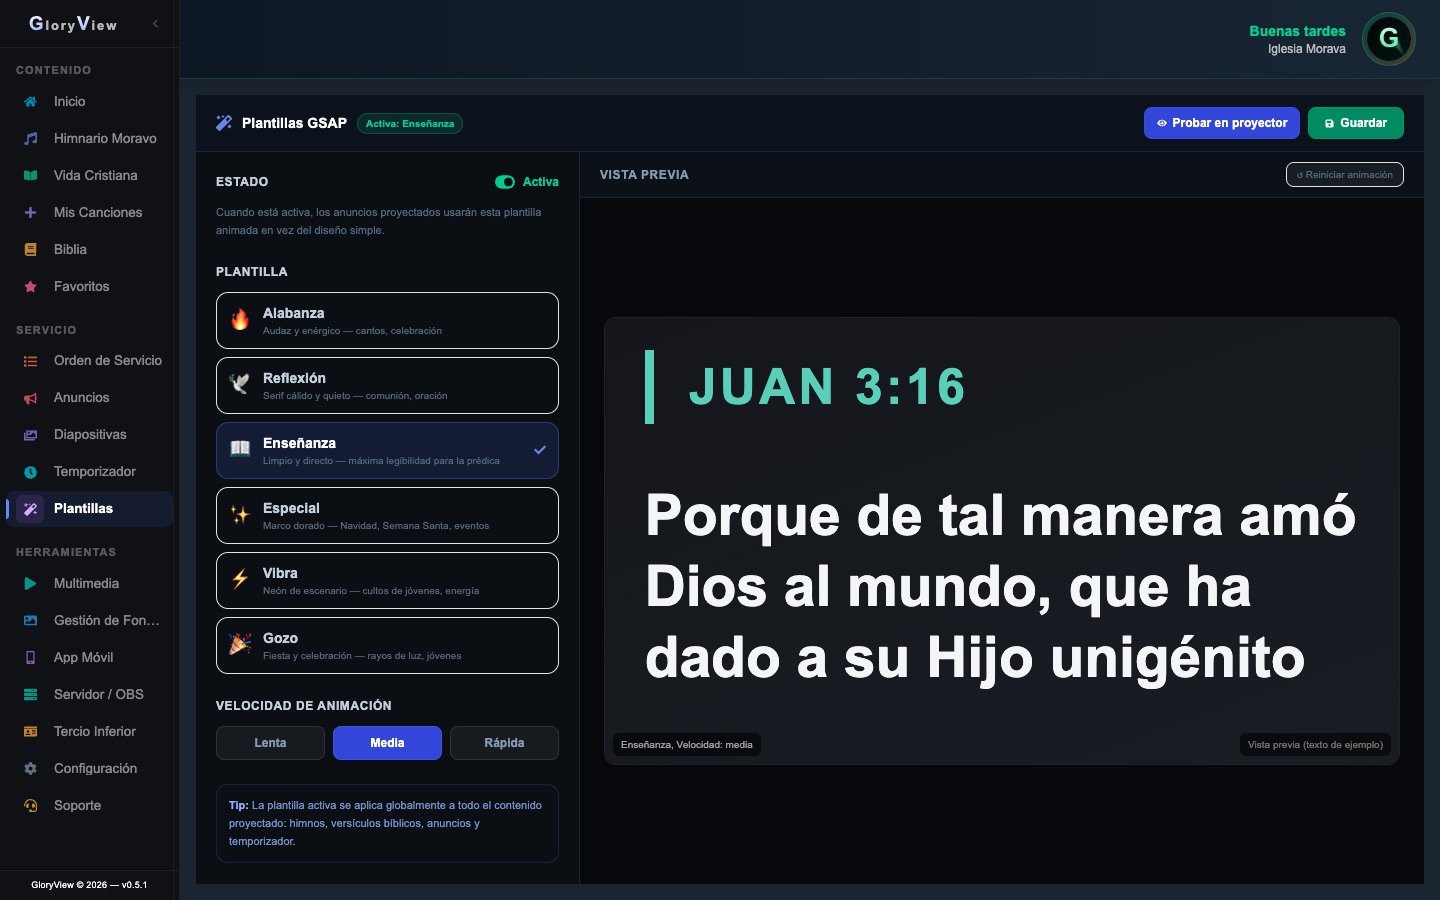 GloryView
CONTENIDO
Inicio
Himnario Moravo
Vida Cristiana
Mis Canciones
Biblia
Favoritos
SERVICIO
Orden de Servicio
Anuncios
Diapositivas
Temporizador
Plantillas
HERRAMIENTAS
Multimedia
Gestión de Fon...
App Móvil
Servidor / OBS
Tercio Inferior
Configuración
Soporte
GloryView © 2026 — v0.5.1
Buenas tardes
Iglesia Morava
G
Plantillas GSAP
Activa: Enseñanza
Probar en proyector
Guardar
ESTADO
Activa
Cuando está activa, los anuncios proyectados usarán esta plantilla
animada en vez del diseño simple.
PLANTILLA
Alabanza
Audaz y enérgico — cantos, celebración
Reflexión
Serif cálido y quieto — comunión, oración
Enseñanza
Limpio y directo — máxima legibilidad para la prédica
Especial
Marco dorado — Navidad, Semana Santa, eventos
Vibra
Neón de escenario — cultos de jóvenes, energía
Gozo
Fiesta y celebración — rayos de luz, jóvenes
VELOCIDAD DE ANIMACIÓN
Lenta
Media
Rápida
Tip: La plantilla activa se aplica globalmente a todo el contenido
proyectado: himnos, versículos bíblicos, anuncios y
temporizador.
VISTA PREVIA
↺ Reiniciar animación
JUAN 3:16
Porque de tal manera amó
Dios al mundo, que ha
dado a su Hijo unigénito
Enseñanza, Velocidad: media
Vista previa (texto de ejemplo)